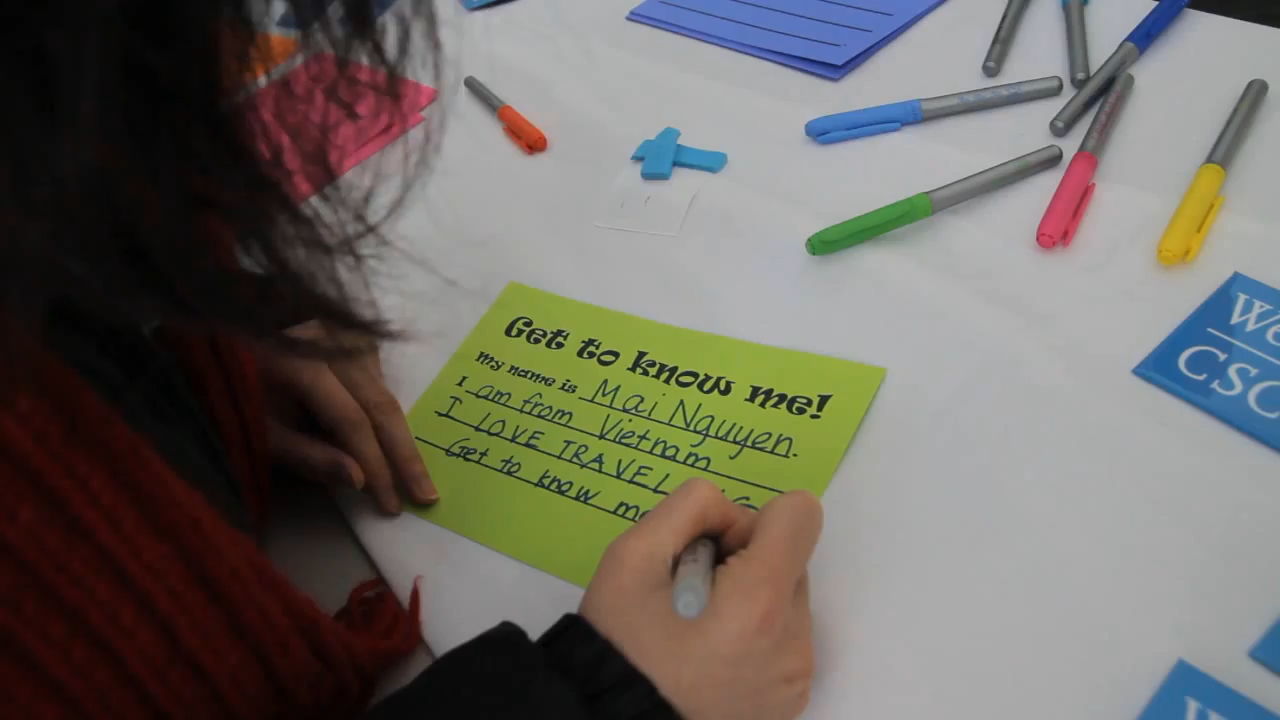 Get to know me!
My name is Mai Nguyen.
I am from Vietnam
I LOVE TRAVEL
Get to know me
CSC